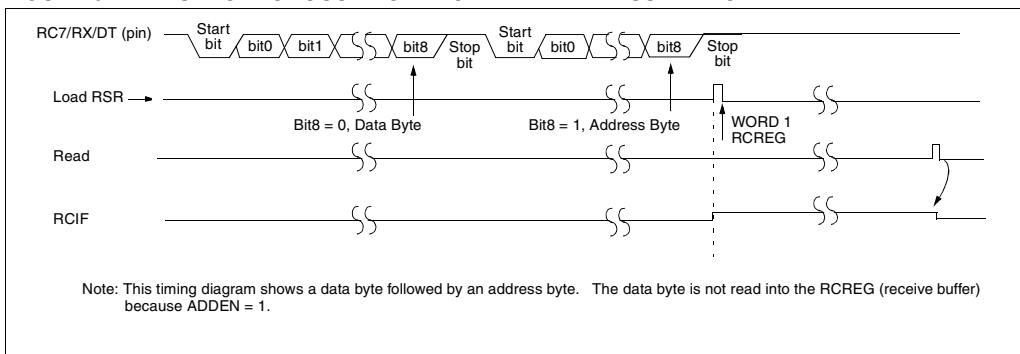 RC7/RX/DT (pin)
Start bit
bit0
bit1
bit8
Stop bit
Start bit
bit0
bit8
Stop bit
Load RSR
Bit8 = 0, Data Byte
Bit8 = 1, Address Byte
WORD 1
RCREG
Read
RCIF
Note: This timing diagram shows a data byte followed by an address byte. The data byte is not read into the RCREG (receive buffer)
because ADDEN = 1.